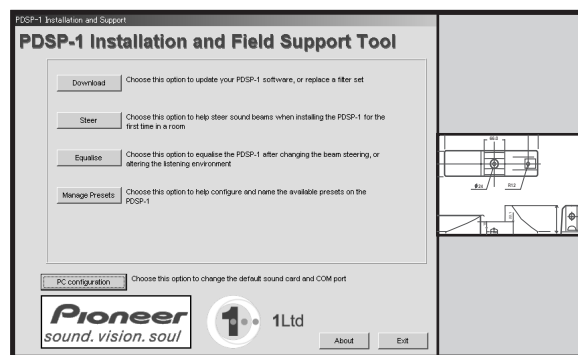 PDSP-1 Installation and Support
PDSP-1 Installation and Field Support Tool
Download
Choose this option to update your PDSP-1 software, or replace a filter set
Steer
Choose this option to help steer sound beams when installing the PDSP-1 for the
first time in a room
Equalise
Choose this option to equalise the PDSP-1 after changing the beam steering, or
altering the listening environment
Manage Presets
Choose this option to help configure and name the available presets on the
PDSP-1
PC configuration
Choose this option to change the default sound card and COM port
Pioneer
sound. vision. soul
1
1Ltd
About
Exit
R12